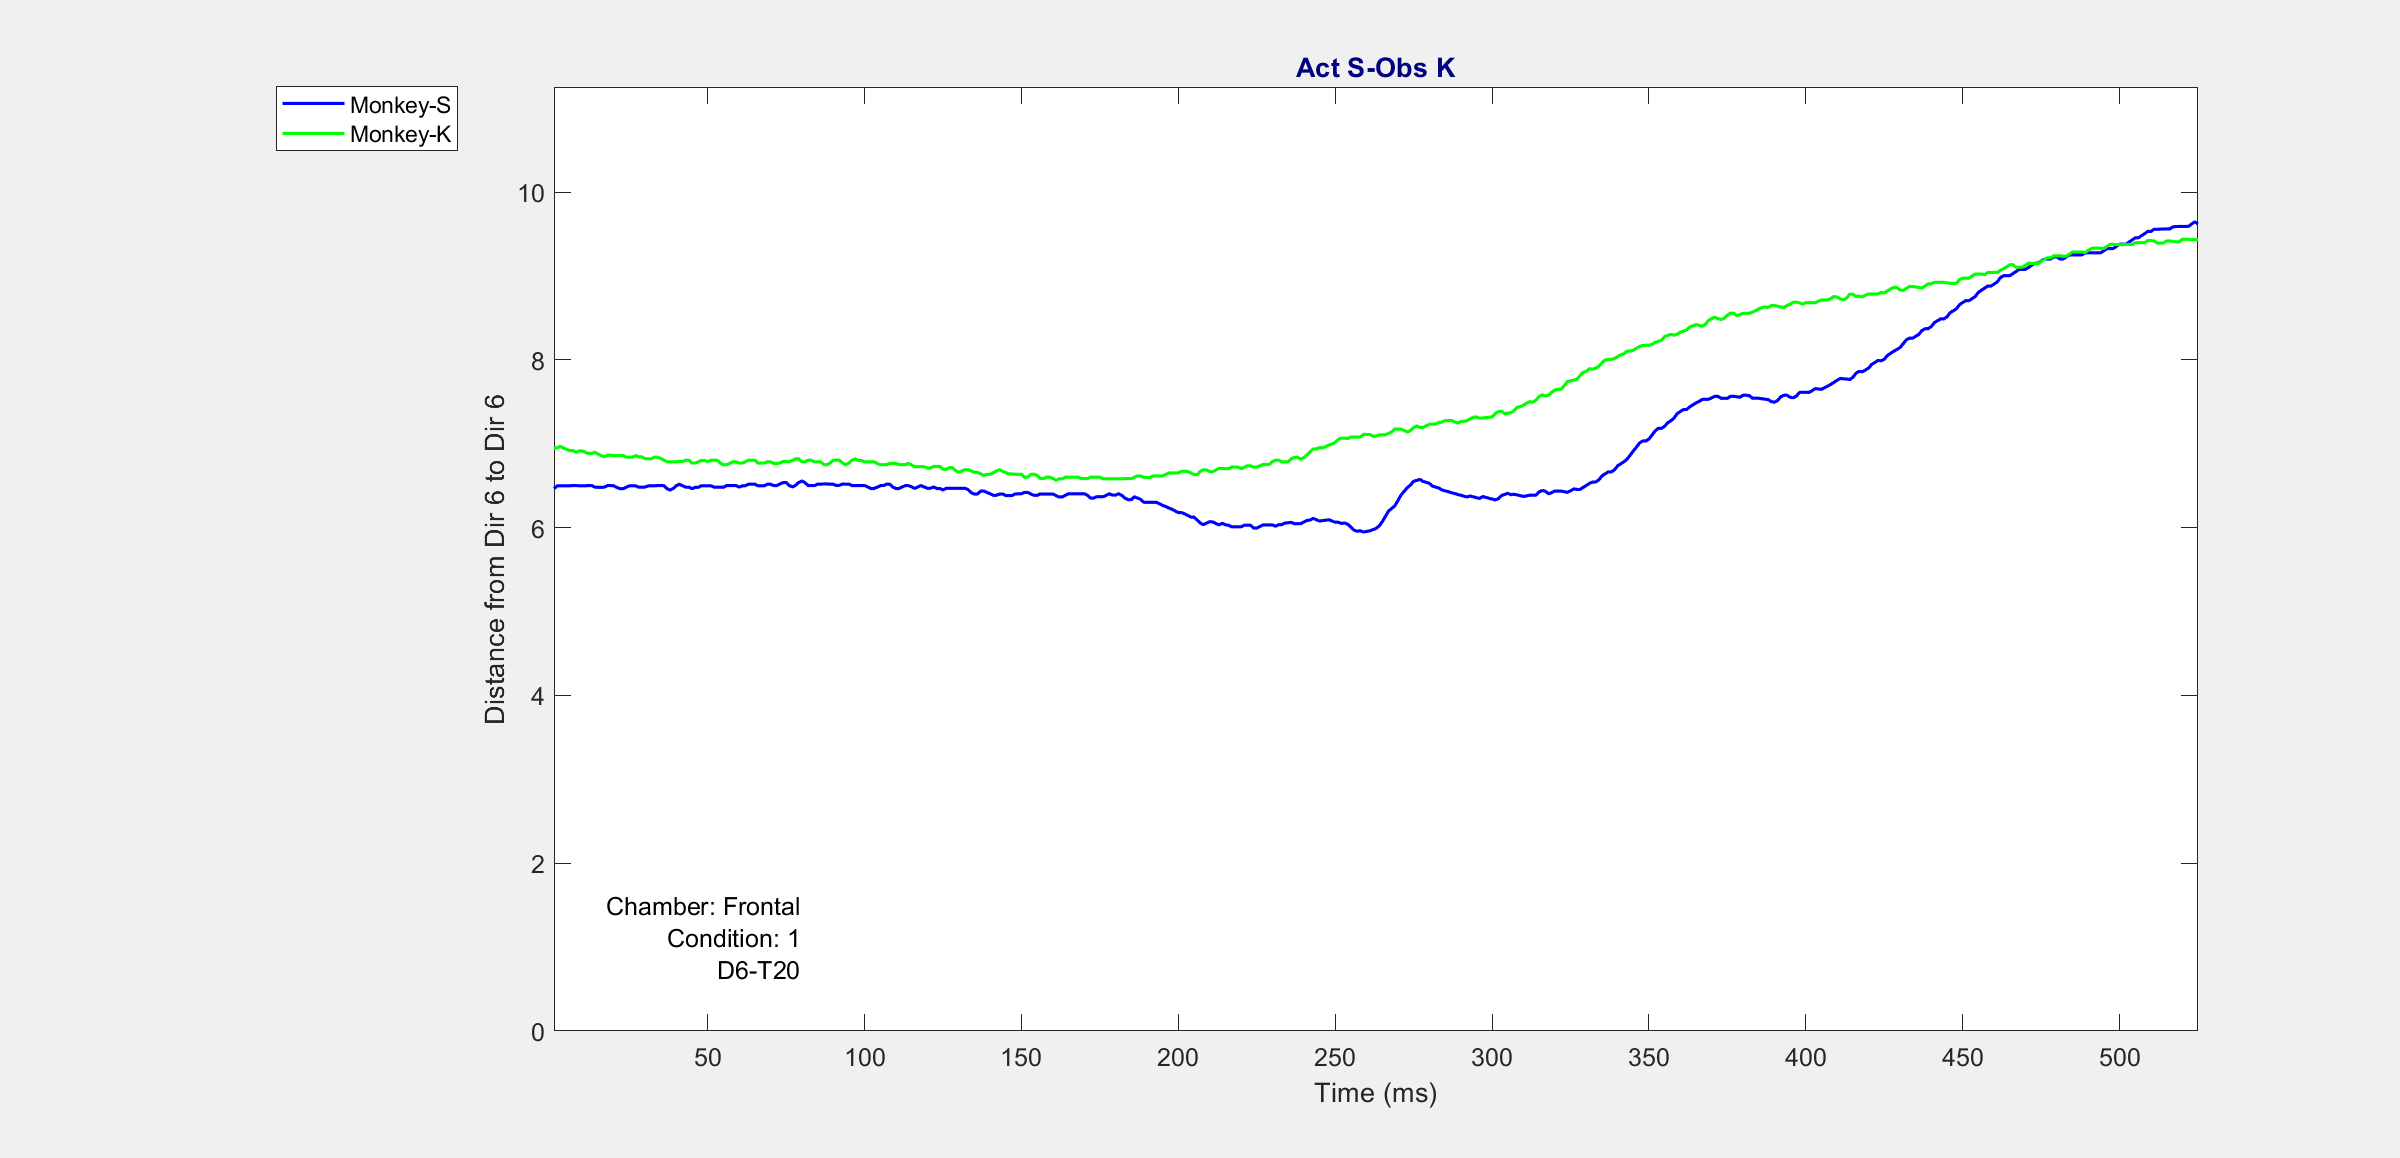 Act S-Obs K
Monkey-S
Monkey-K
Distance from Dir 6 to Dir 6
10
8
6
4
2
0
Chamber: Frontal
Condition: 1
D6-T20
50 100 150 200 250 300 350 400 450 500
Time (ms)